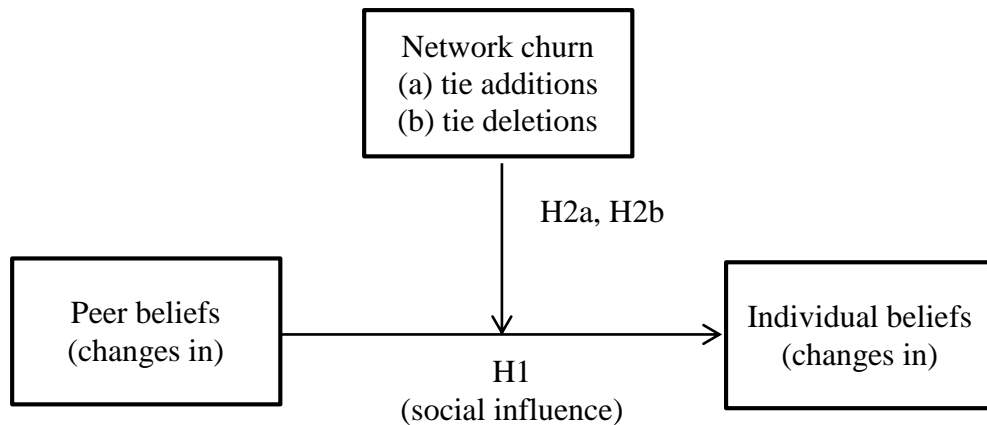 Network churn
(a) tie additions
(b) tie deletions
H2a, H2b
Peer beliefs
(changes in)
Individual beliefs
(changes in)
H1
(social influence)